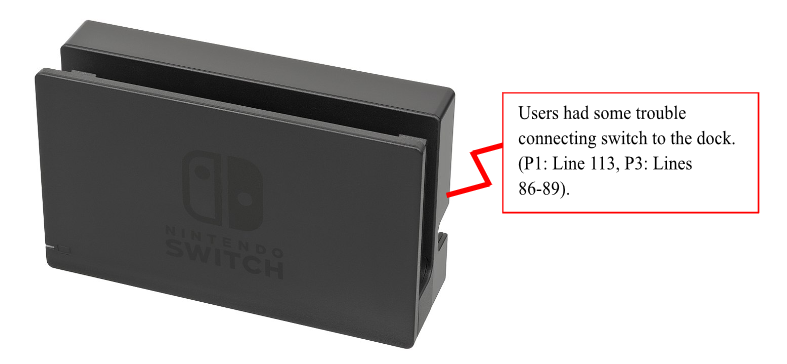 NINTENDO
SWITCH
Users had some trouble
connecting switch to the dock.
(P1: Line 113, P3: Lines
86-89).